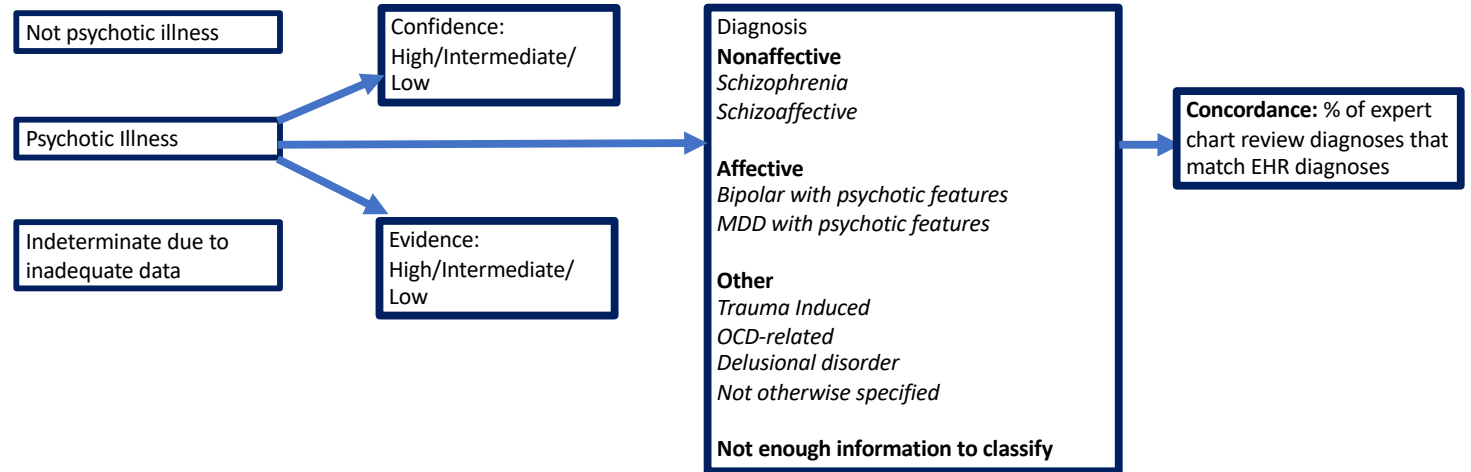 Not psychotic illness
Psychotic Illness
Indeterminate due to
inadequate data
Confidence:
High/Intermediate/
Low
Evidence:
High/Intermediate/
Low
Diagnosis
Nonaffective
Schizophrenia
Schizoaffective
Affective
Bipolar with psychotic features
MDD with psychotic features
Other
Trauma Induced
OCD-related
Delusional disorder
Not otherwise specified
Not enough information to classify
Concordance: % of expert
chart review diagnoses that
match EHR diagnoses